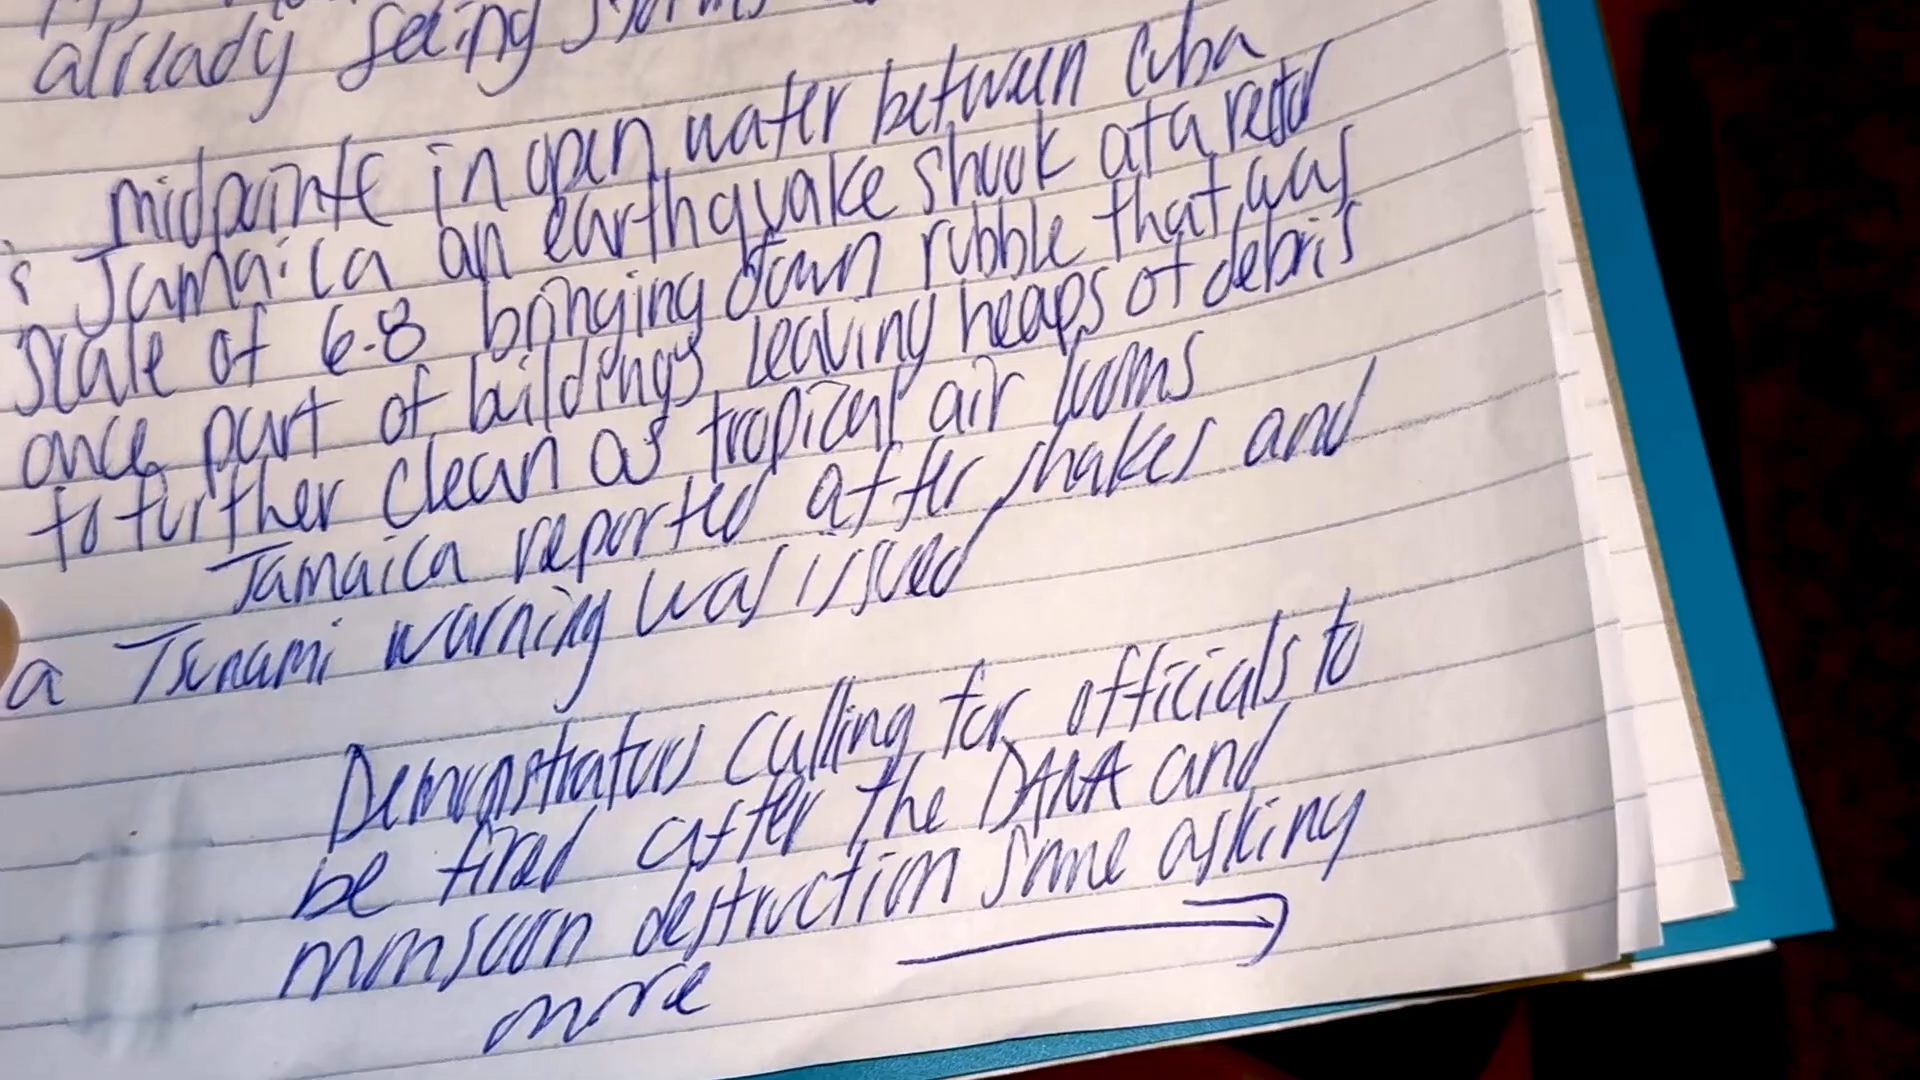 already seeing storms
midpointe in open water between Cuba
s Jamaica an earthquake shook at a restor
scale of 6.8 bringing down rubble that was
once part of buildings leaving heaps of debris
to further clean as tropical air looms
Jamaica reported after shakes and
a Tsunami warning was issued
Demonstrators calling for officials to
be fired after the DANA and
monsoon destruction some asking
more